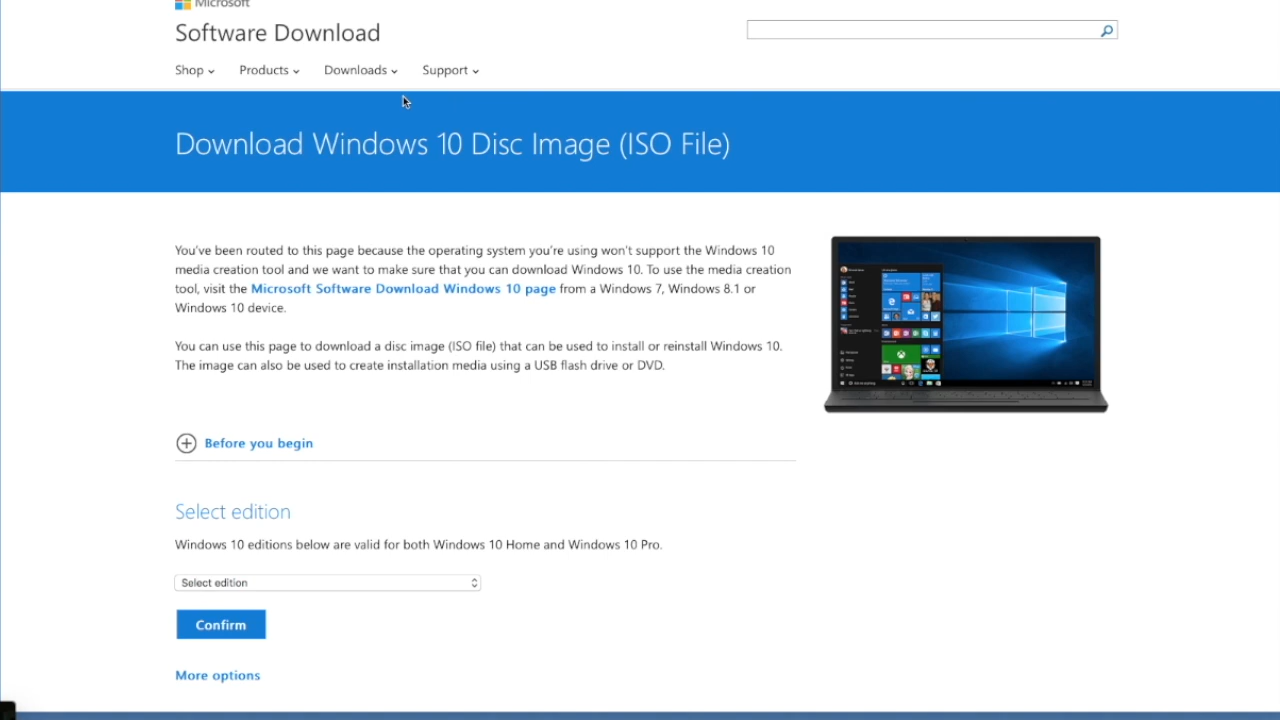 Microsoft
Software Download
Shop
Products
Downloads
Support
Download Windows 10 Disc Image (ISO File)
You've been routed to this page because the operating system you're using won't support the Windows 10
media creation tool and we want to make sure that you can download Windows 10. To use the media creation
tool, visit the Microsoft Software Download Windows 10 page from a Windows 7, Windows 8.1 or
Windows 10 device.
You can use this page to download a disc image (ISO file) that can be used to install or reinstall Windows 10.
The image can also be used to create installation media using a USB flash drive or DVD.
Before you begin
Select edition
Windows 10 editions below are valid for both Windows 10 Home and Windows 10 Pro.
Select edition
Confirm
More options